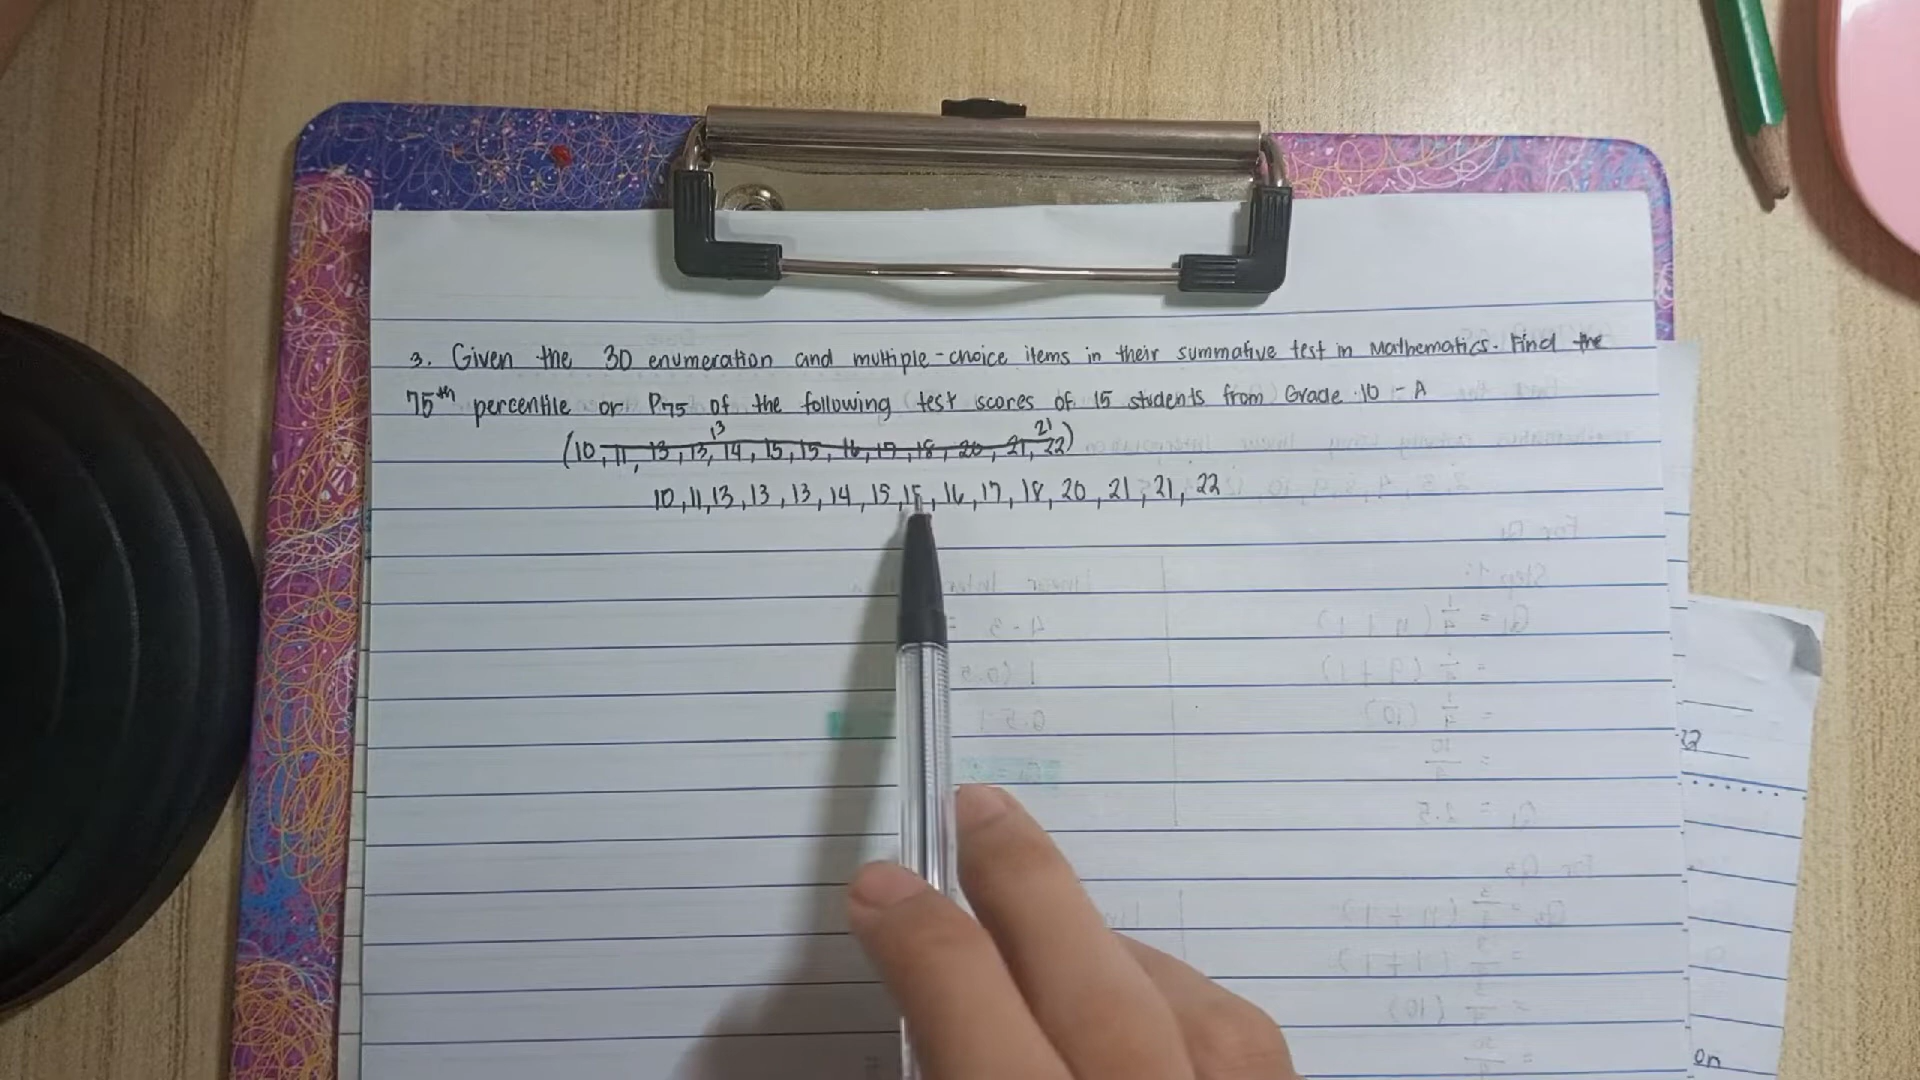 3. Given the 30 enumeration and multiple-choice items in their summative test in Mathematics. Find the
75th percentile or P75 of the following test scores of 15 students from Grade 10 - A
13 21
(10, 11, 13, 13, 14, 15, 15, 16, 17, 18, 20, 21, 22)
10, 11, 13, 13, 13, 14, 15, 15, 16, 17, 18, 20, 21, 21, 22
22
en